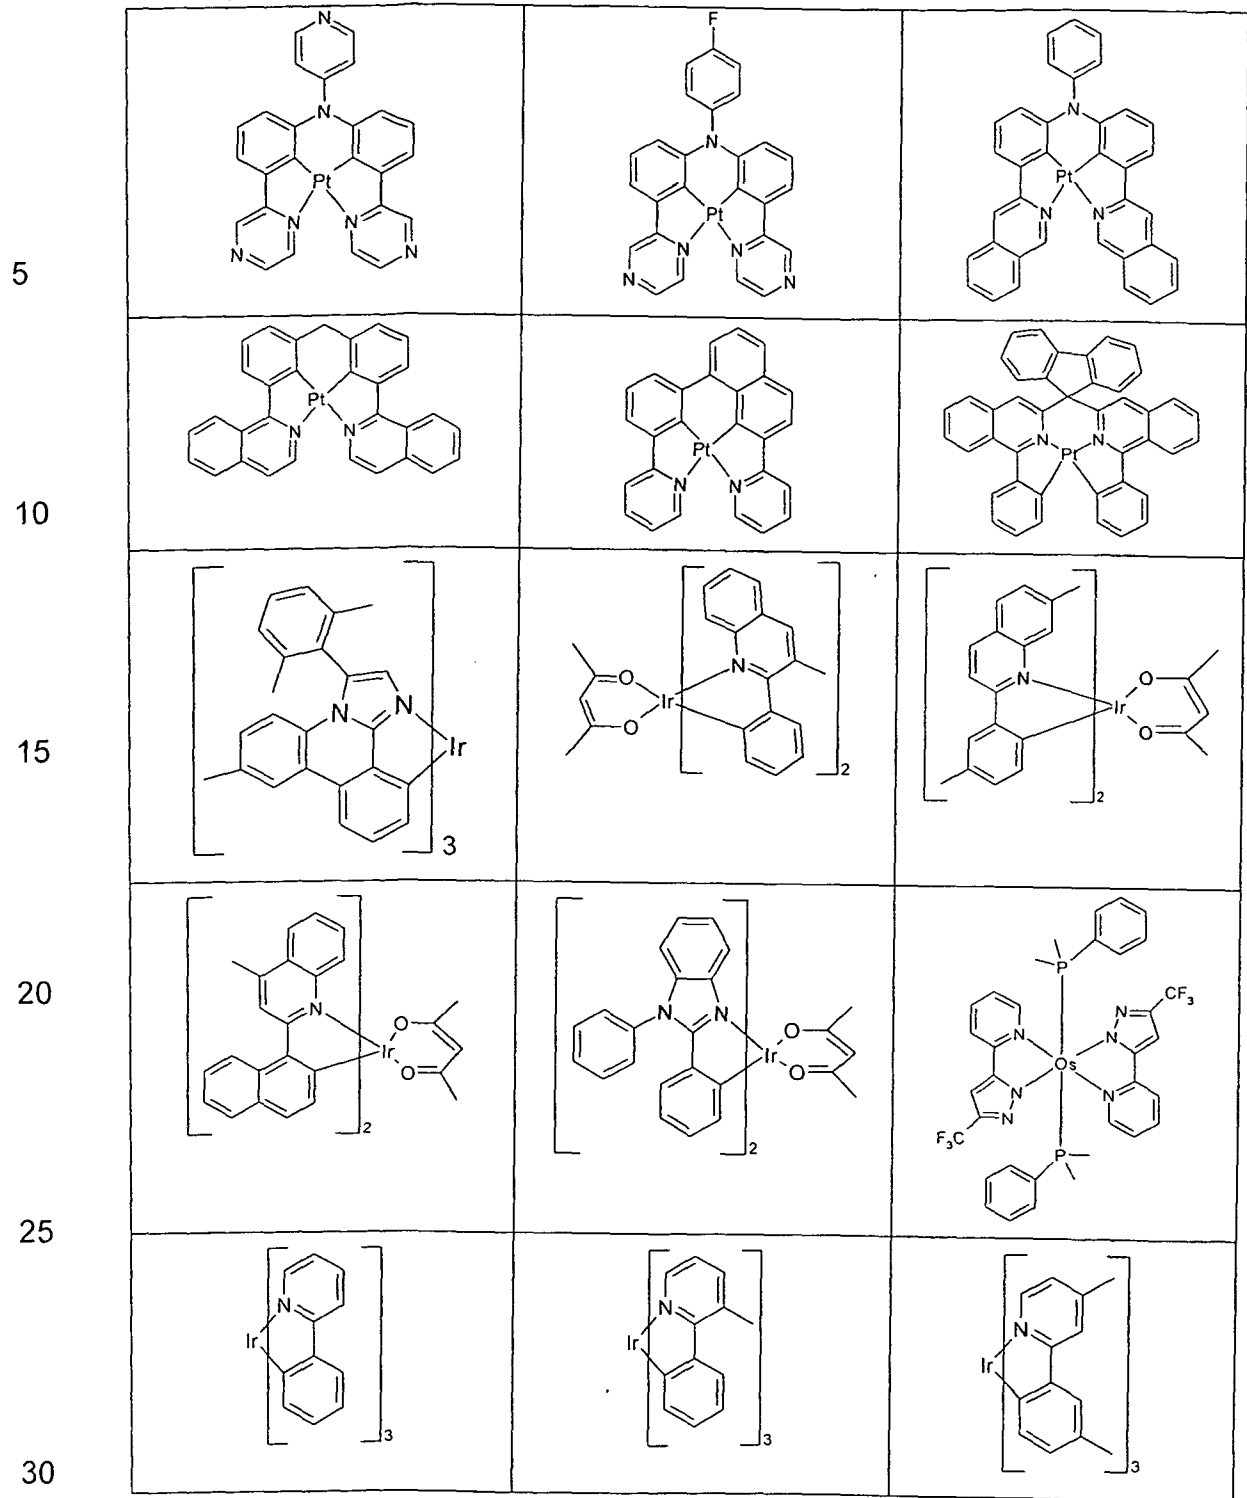 N F
N N N
Pt Pt Pt
N N N N N N
N N N N
5
Pt Pt N N
N N N N Pt
10
N N Ir 3
O O Ir N 2
N Ir O O 2
15
N Ir O O 2
N N Ir O O 2
P N N N CF3
Os
N N N F3C P
20
25
N Ir 3
N Ir 3
N Ir 3
30